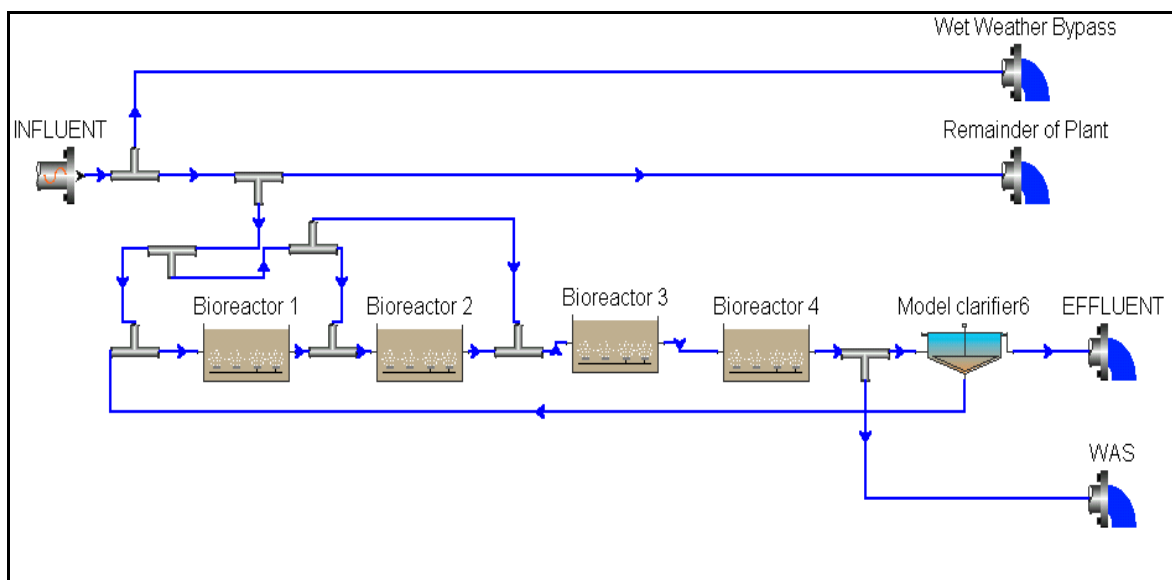 Wet Weather Bypass
INFLUENT
Remainder of Plant
Bioreactor 1
Bioreactor 2
Bioreactor 3
Bioreactor 4
Model clarifier6
EFFLUENT
WAS